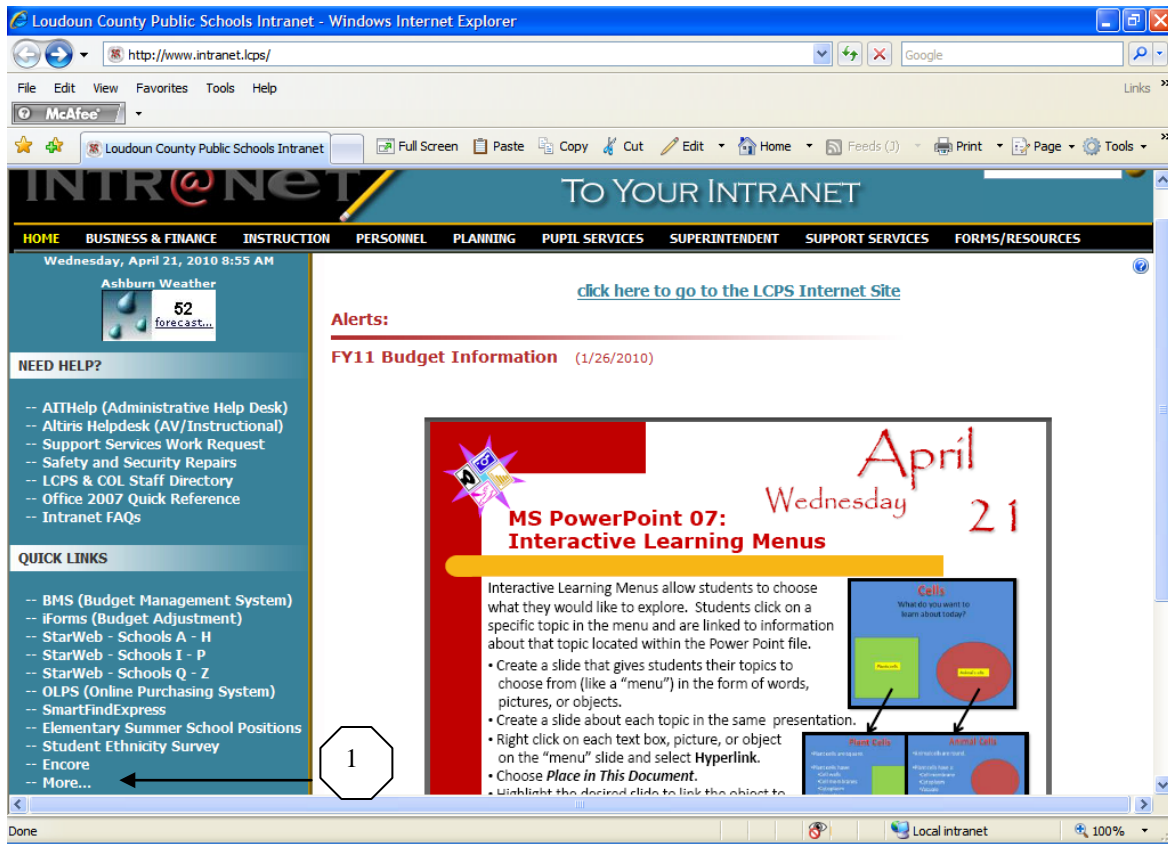 Loudoun County Public Schools Intranet - Windows Internet Explorer
http://www.intranet.lcps/
Google
File Edit View Favorites Tools Help
Links »
McAfee
Loudoun County Public Schools Intranet
Full Screen Paste Copy Cut Edit Home Feeds (J) Print Page Tools »
INTR@NET
TO YOUR INTRANET
HOME BUSINESS & FINANCE INSTRUCTION PERSONNEL PLANNING PUPIL SERVICES SUPERINTENDENT SUPPORT SERVICES FORMS/RESOURCES
Wednesday, April 21, 2010 8:55 AM
Ashburn Weather
52
forecast...
NEED HELP?
-- AITHelp (Administrative Help Desk)
-- Altiris Helpdesk (AV/Instructional)
-- Support Services Work Request
-- Safety and Security Repairs
-- LCPS & COL Staff Directory
-- Office 2007 Quick Reference
-- Intranet FAQs
QUICK LINKS
-- BMS (Budget Management System)
-- iForms (Budget Adjustment)
-- StarWeb - Schools A - H
-- StarWeb - Schools I - P
-- StarWeb - Schools Q - Z
-- OLPS (Online Purchasing System)
-- SmartFindExpress
-- Elementary Summer School Positions
-- Student Ethnicity Survey
-- Encore
-- More...
1
click here to go to the LCPS Internet Site
Alerts:
FY11 Budget Information (1/26/2010)
April
Wednesday
21
MS PowerPoint 07:
Interactive Learning Menus
Interactive Learning Menus allow students to choose
what they would like to explore. Students click on a
specific topic in the menu and are linked to information
about that topic located within the Power Point file.
• Create a slide that gives students their topics to
choose from (like a “menu”) in the form of words,
pictures, or objects.
• Create a slide about each topic in the same presentation.
• Right click on each text box, picture, or object
on the “menu” slide and select Hyperlink.
• Choose Place in This Document.
• Highlight the desired slide to link the object to
Cells
What do you want to
learn about today?
Plant Cells
Animal Cells
Done
Local intranet
100%